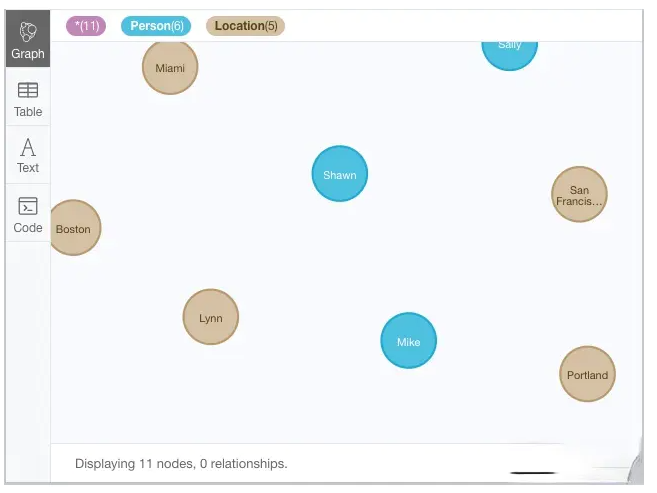 *(11) Person(6) Location(5)
Graph
Table
Text
Code
Sally
Miami
Shawn
San
Francis...
Boston
Lynn
Mike
Portland
Displaying 11 nodes, 0 relationships.